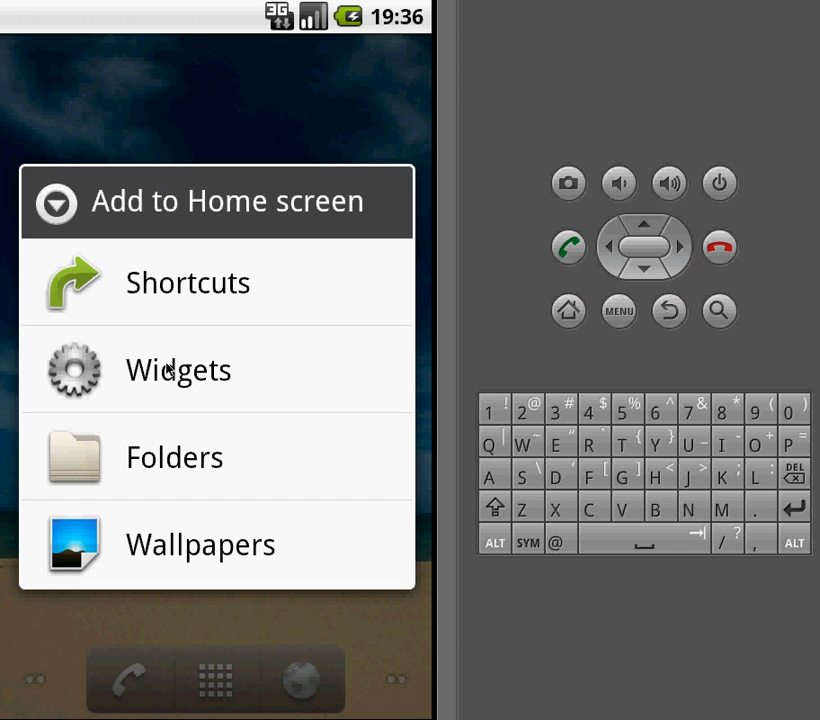 3G 19:36
Add to Home screen
Shortcuts
Widgets
Folders
Wallpapers
MENU
1 ! 2 @ 3 # 4 $ 5 % 6 ^ 7 & 8 * 9 ( 0 )
Q | W ~ E “ R ` T { Y } U _ I - O + P =
A S \ D ‘ F [ G ] H < J > K ; L : DEL
Z X C V B N M .
ALT SYM @ / ? , ALT